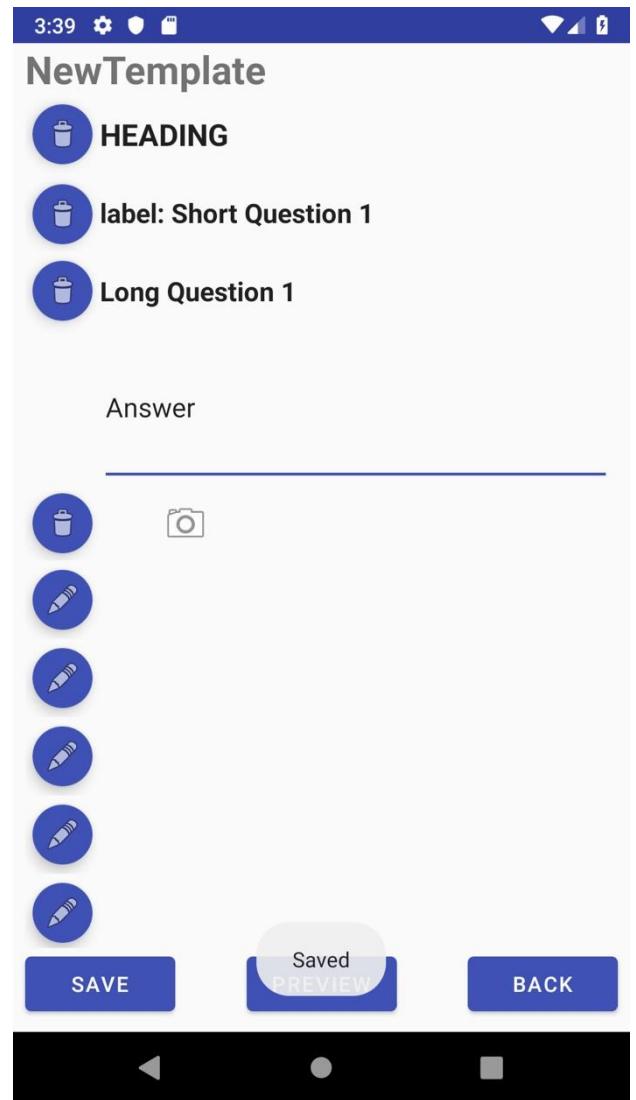 3:39
NewTemplate
HEADING
label: Short Question 1
Long Question 1
Answer
Saved
SAVE
PREVIEW
BACK